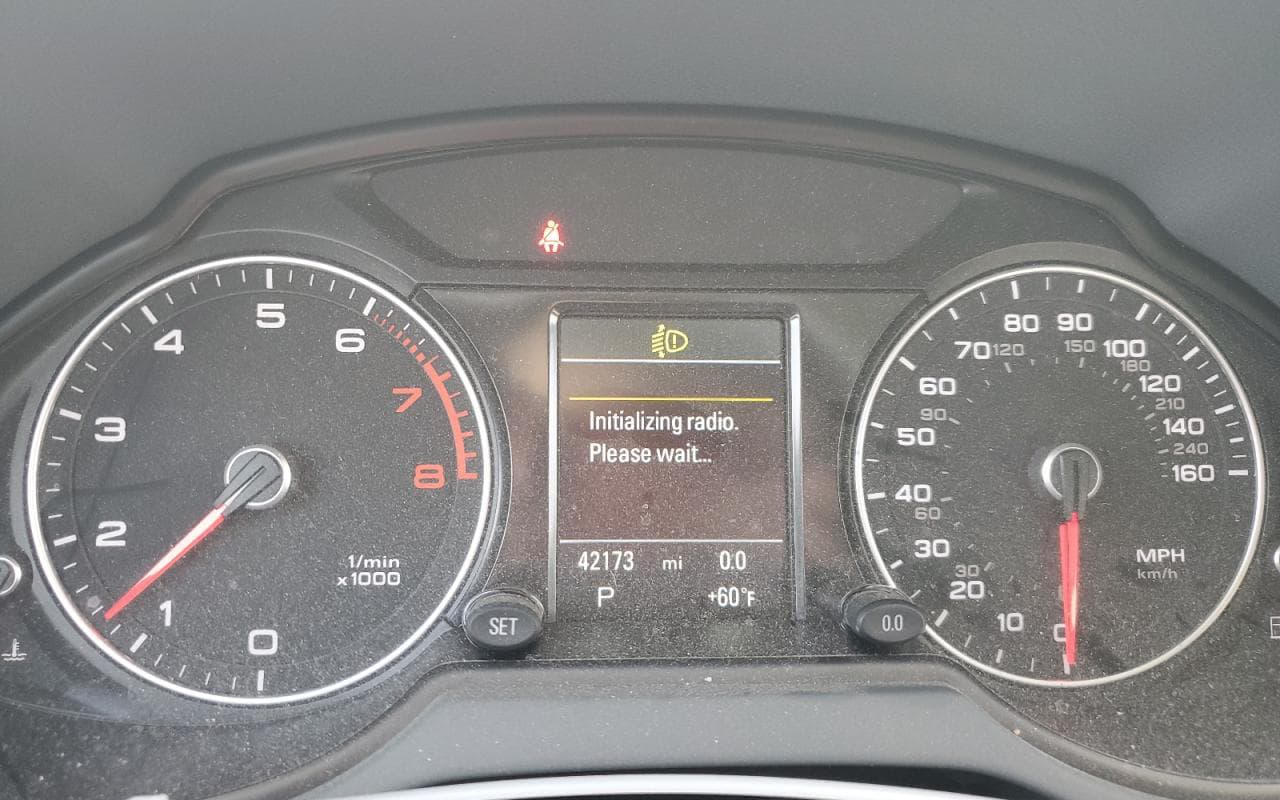 5
4
6
3
7
2
8
1
0
1/min
x1000
Initializing radio.
Please wait...
42173 mi 0.0
P +60°F
SET
0.0
80 90
70 120 150 100
180
60 120
90 210
50 140
240
40 160
60
30
30
20
10
0
MPH
km/h